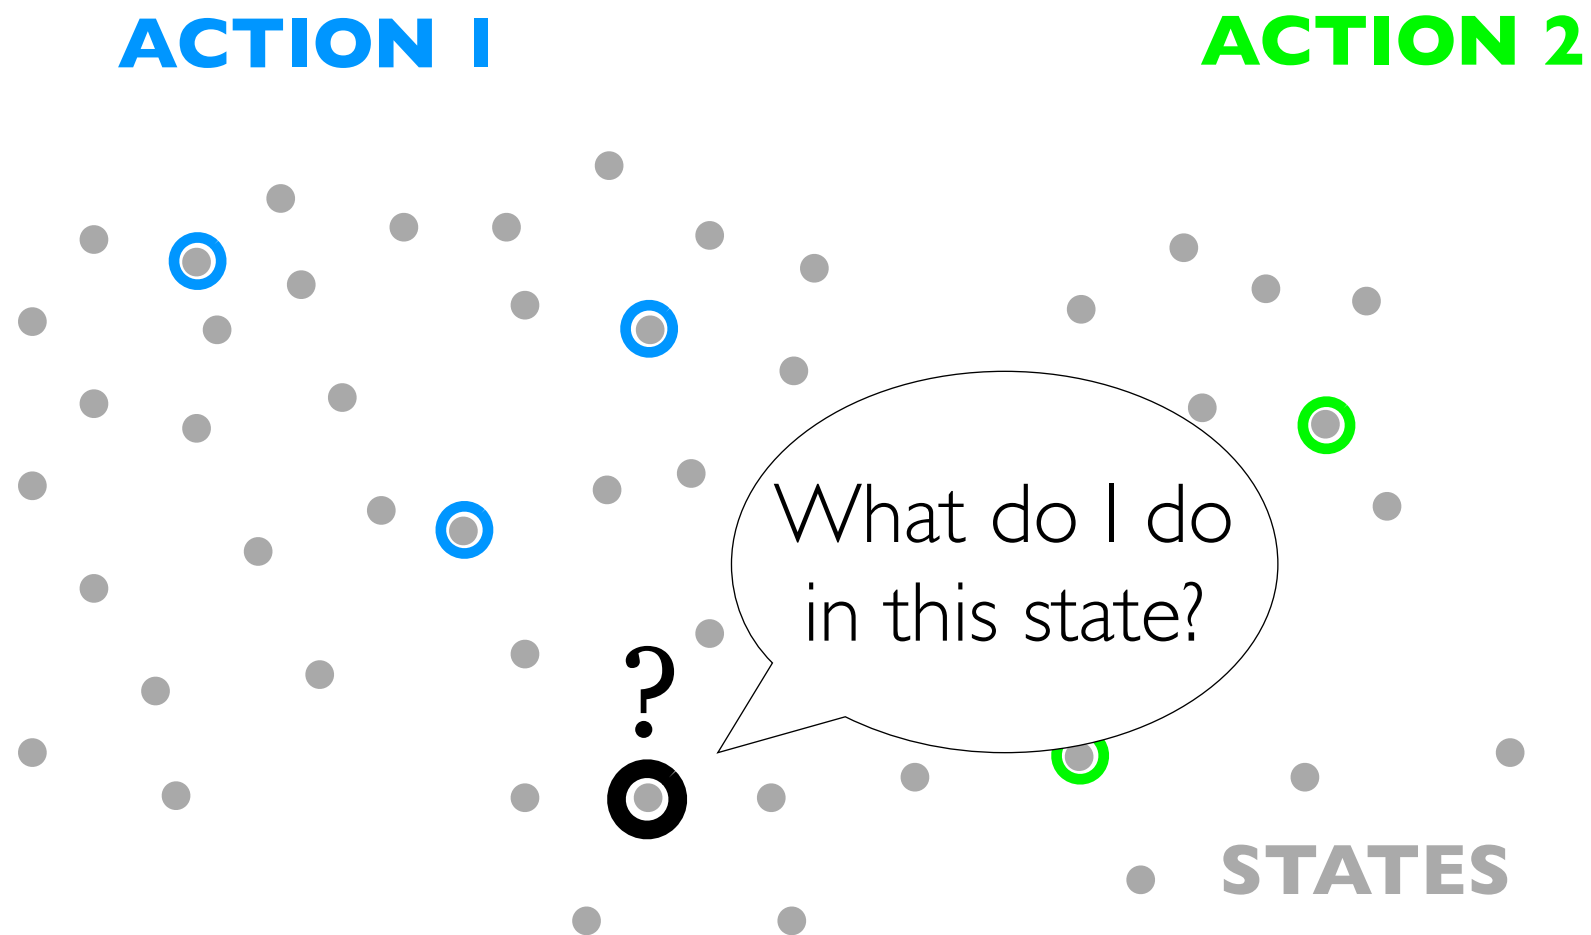 ACTION 1
ACTION 2
What do I do
in this state?
?
STATES